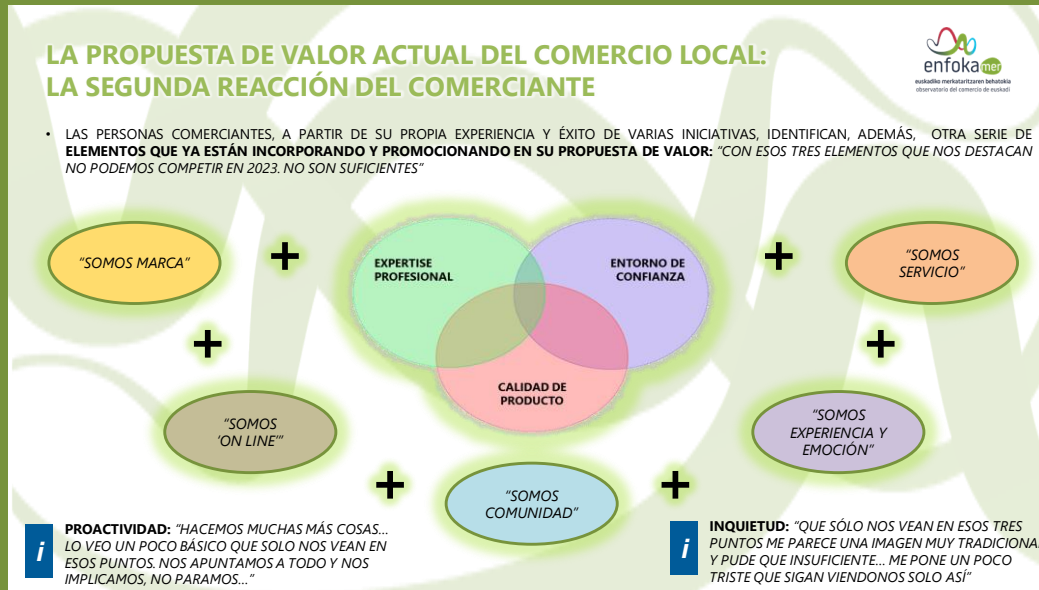 LA PROPUESTA DE VALOR ACTUAL DEL COMERCIO LOCAL:
LA SEGUNDA REACCIÓN DEL COMERCIANTE
enfokamer
euskadiko merkataritzaren behatokia
observatorio del comercio de euskadi
• LAS PERSONAS COMERCIANTES, A PARTIR DE SU PROPIA EXPERIENCIA Y ÉXITO DE VARIAS INICIATIVAS, IDENTIFICAN, ADEMÁS, OTRA SERIE DE
ELEMENTOS QUE YA ESTÁN INCORPORANDO Y PROMOCIONANDO EN SU PROPUESTA DE VALOR: "CON ESOS TRES ELEMENTOS QUE NOS DESTACAN
NO PODEMOS COMPETIR EN 2023. NO SON SUFICIENTES"
"SOMOS MARCA"
+
EXPERTISE
PROFESIONAL
ENTORNO DE
CONFIANZA
+
"SOMOS
SERVICIO"
+
+
CALIDAD DE
PRODUCTO
"SOMOS
'ON LINE'"
"SOMOS
EXPERIENCIA Y
EMOCIÓN"
+
+
"SOMOS
COMUNIDAD"
i
PROACTIVIDAD: "HACEMOS MUCHAS MÁS COSAS…
LO VEO UN POCO BÁSICO QUE SOLO NOS VEAN EN
ESOS PUNTOS. NOS APUNTAMOS A TODO Y NOS
IMPLICAMOS, NO PARAMOS…"
i
INQUIETUD: "QUE SÓLO NOS VEAN EN ESOS TRES
PUNTOS ME PARECE UNA IMAGEN MUY TRADICIONA
Y PUDE QUE INSUFICIENTE… ME PONE UN POCO
TRISTE QUE SIGAN VIENDONOS SOLO ASÍ"